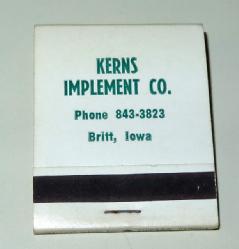 KERNS
IMPLEMENT CO.
Phone 843-3823
Britt, Iowa